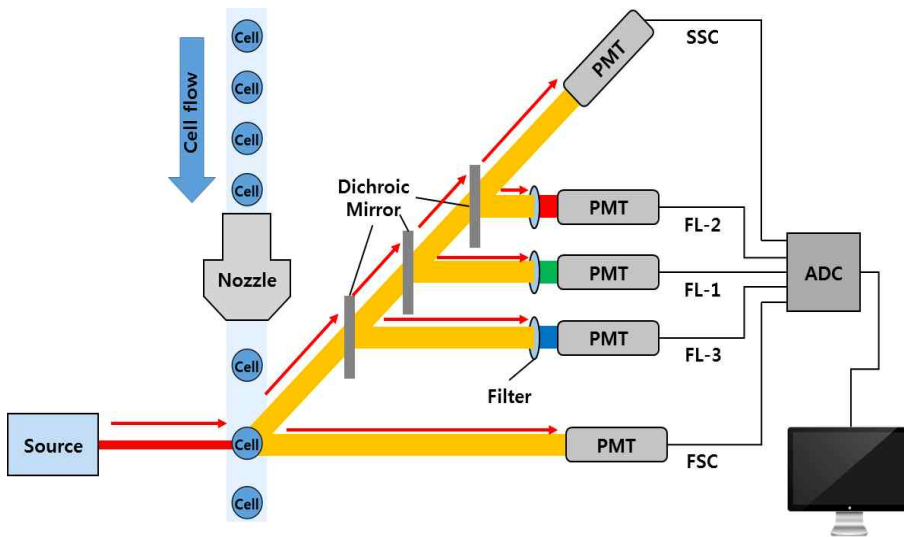 Cell
SSC
PMT
Cell
Cell flow
Cell
Dichroic
Mirror
Cell
PMT
FL-2
Nozzle
PMT
FL-1
ADC
PMT
FL-3
Cell
Filter
Source
Cell
PMT
FSC
Cell